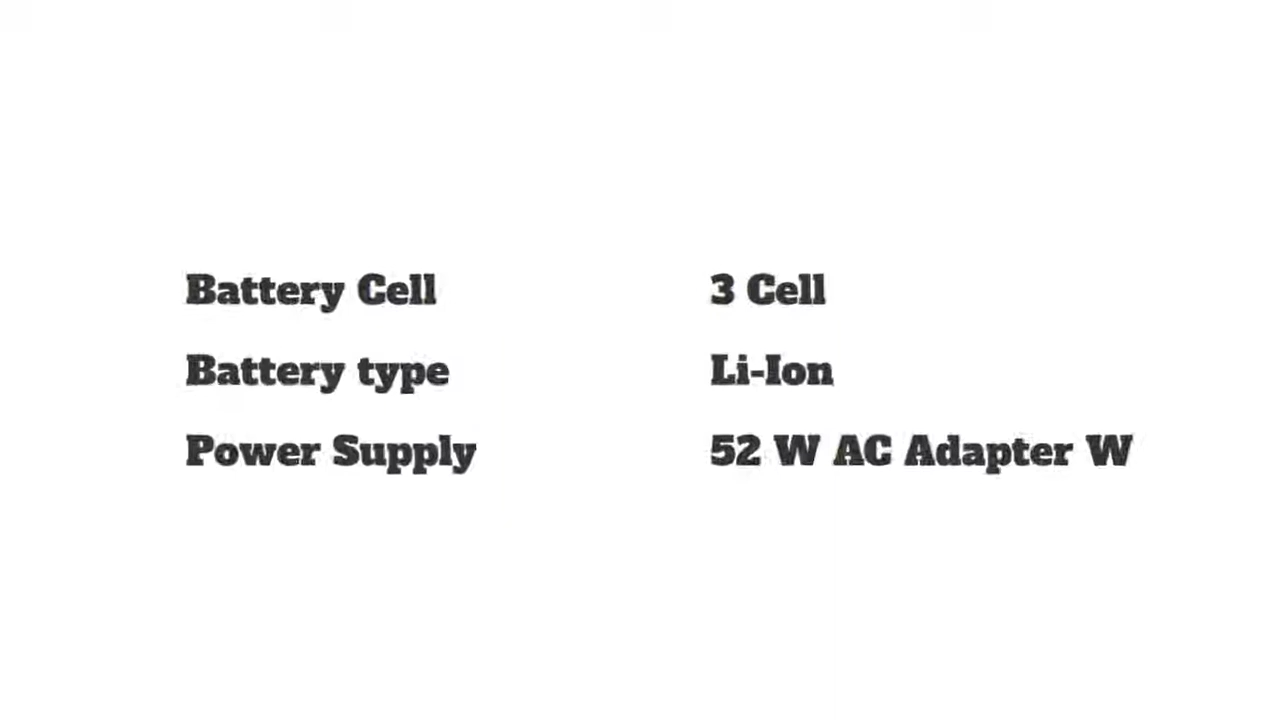 Battery Cell 3 Cell
Battery type Li-Ion
Power Supply 52 W AC Adapter W